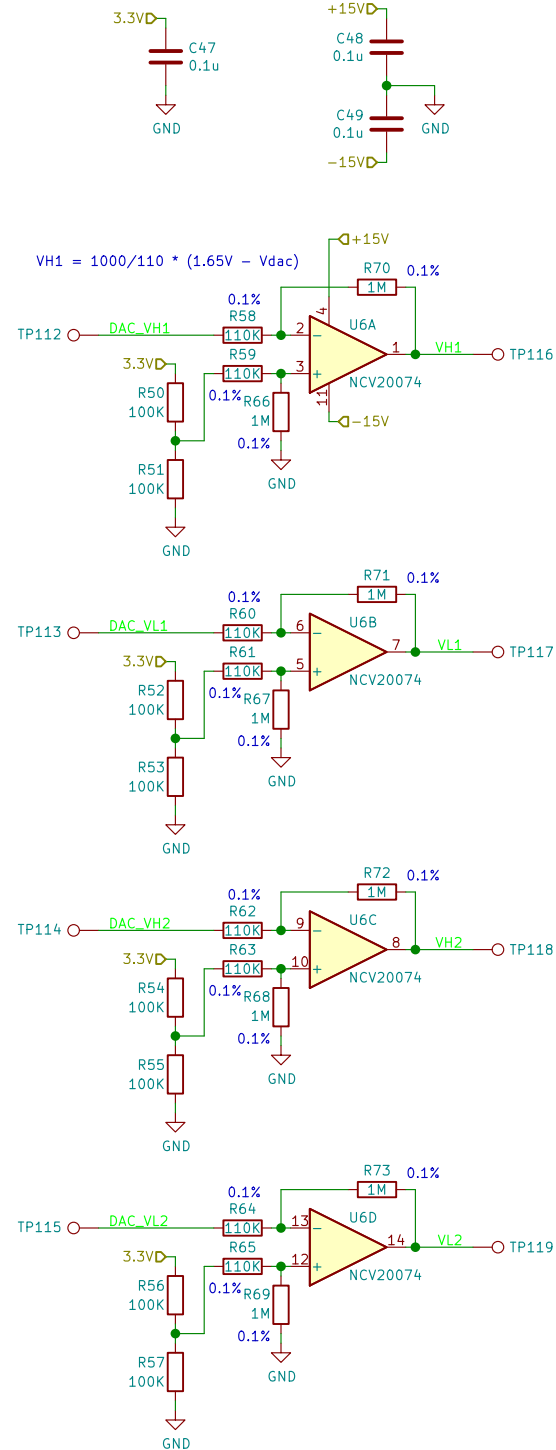 3.3V
C47
0.1u
GND
+15V
C48
0.1u
C49
0.1u
GND
-15V
VH1 = 1000/110 * (1.65V - Vdac)
+15V
R70
0.1%
1M
0.1%
R58
TP112
DAC_VH1
110K
2
-
4
U6A
1
VH1
TP116
3.3V
R59
110K
3
+
NCV20074
R50
100K
0.1%
R66
1M
11
-15V
0.1%
R51
100K
GND
GND
R71
0.1%
1M
0.1%
R60
TP113
DAC_VL1
110K
6
-
U6B
7
VL1
TP117
3.3V
R61
110K
5
+
NCV20074
R52
100K
0.1%
R67
1M
0.1%
R53
100K
GND
GND
R72
0.1%
1M
0.1%
R62
TP114
DAC_VH2
110K
9
-
U6C
8
VH2
TP118
3.3V
R63
110K
10
+
NCV20074
R54
100K
0.1%
R68
1M
0.1%
R55
100K
GND
GND
R73
0.1%
1M
0.1%
R64
TP115
DAC_VL2
110K
13
-
U6D
14
VL2
TP119
3.3V
R65
110K
12
+
NCV20074
R56
100K
0.1%
R69
1M
0.1%
R57
100K
GND
GND